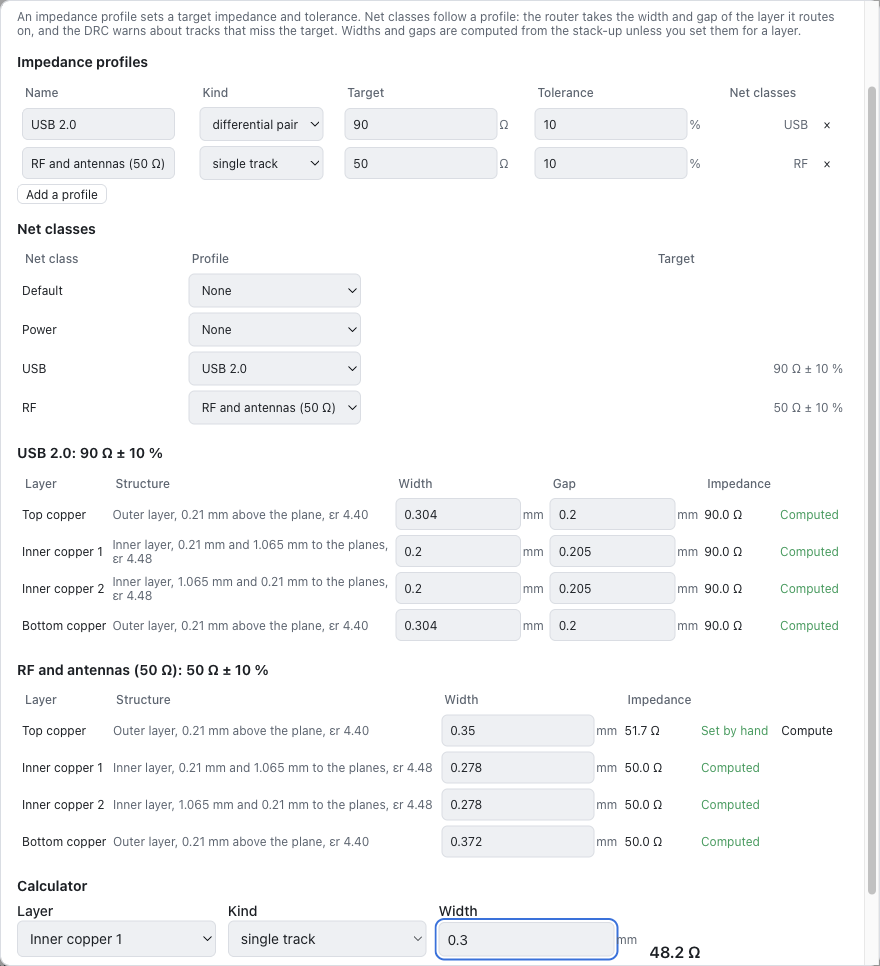 An impedance profile sets a target impedance and tolerance. Net classes follow a profile: the router takes the width and gap of the layer it routes
on, and the DRC warns about tracks that miss the target. Widths and gaps are computed from the stack-up unless you set them for a layer.
Impedance profiles
Name Kind Target Tolerance Net classes
USB 2.0 differential pair 90 Ω 10 % USB ×
RF and antennas (50 Ω) single track 50 Ω 10 % RF ×
Add a profile
Net classes
Net class Profile Target
Default None
Power None
USB USB 2.0 90 Ω ± 10 %
RF RF and antennas (50 Ω) 50 Ω ± 10 %
USB 2.0: 90 Ω ± 10 %
Layer Structure Width Gap Impedance
Top copper Outer layer, 0.21 mm above the plane, εr 4.40 0.304 mm 0.2 mm 90.0 Ω Computed
Inner copper 1 Inner layer, 0.21 mm and 1.065 mm to the planes, 0.2 mm 0.205 mm 90.0 Ω Computed
εr 4.48
Inner copper 2 Inner layer, 1.065 mm and 0.21 mm to the planes, 0.2 mm 0.205 mm 90.0 Ω Computed
εr 4.48
Bottom copper Outer layer, 0.21 mm above the plane, εr 4.40 0.304 mm 0.2 mm 90.0 Ω Computed
RF and antennas (50 Ω): 50 Ω ± 10 %
Layer Structure Width Impedance
Top copper Outer layer, 0.21 mm above the plane, εr 4.40 0.35 mm 51.7 Ω Set by hand Compute
Inner copper 1 Inner layer, 0.21 mm and 1.065 mm to the planes, εr 4.48 0.278 mm 50.0 Ω Computed
Inner copper 2 Inner layer, 1.065 mm and 0.21 mm to the planes, εr 4.48 0.278 mm 50.0 Ω Computed
Bottom copper Outer layer, 0.21 mm above the plane, εr 4.40 0.372 mm 50.0 Ω Computed
Calculator
Layer Kind Width
Inner copper 1 single track 0.3 mm 48.2 Ω